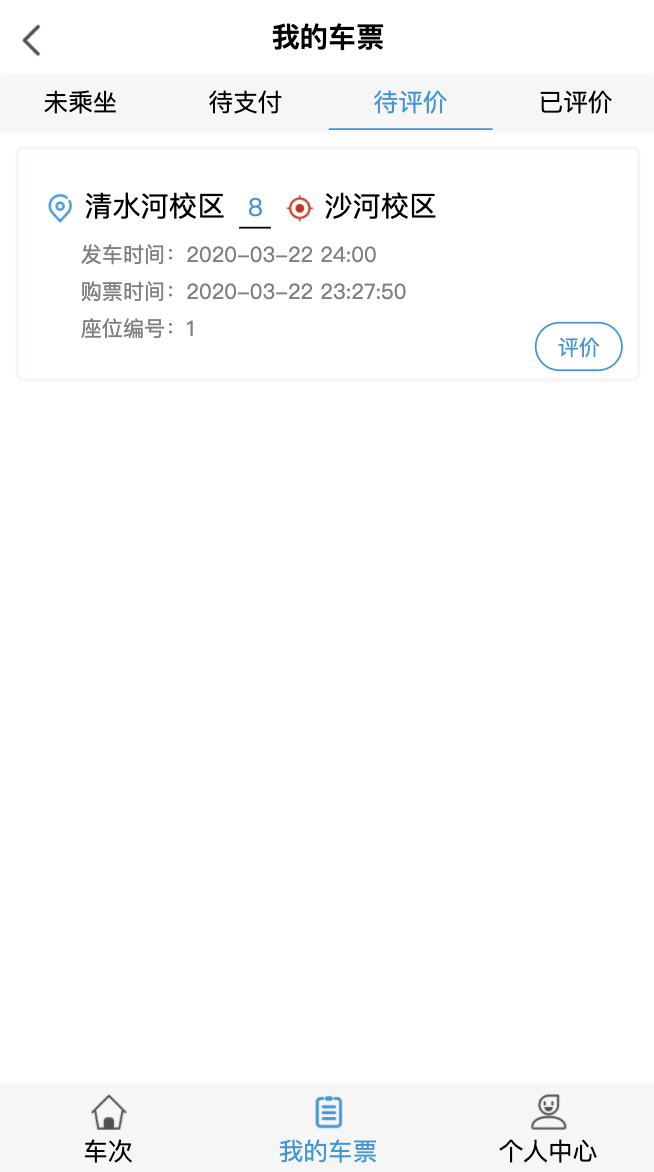 我的车票
未乘坐 待支付 待评价 已评价
清水河校区 8 沙河校区
发车时间：2020-03-22 24:00
购票时间：2020-03-22 23:27:50
座位编号：1
评价
车次 我的车票 个人中心